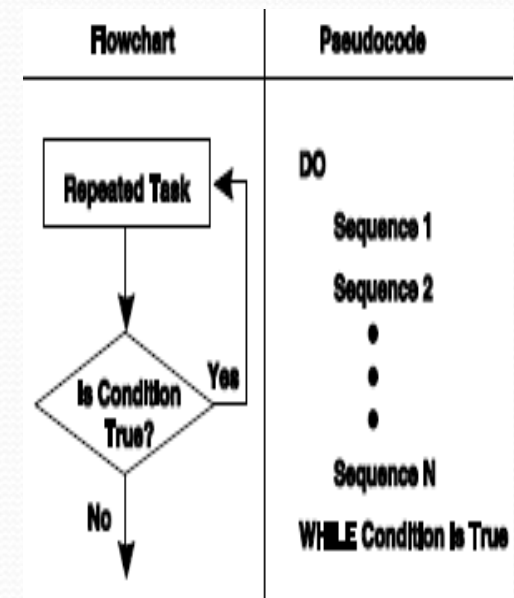 Flowchart
Pseudocode
Repeated Task
Is Condition
True?
Yes
No
DO
Sequence 1
Sequence 2
Sequence N
WHILE Condition is True